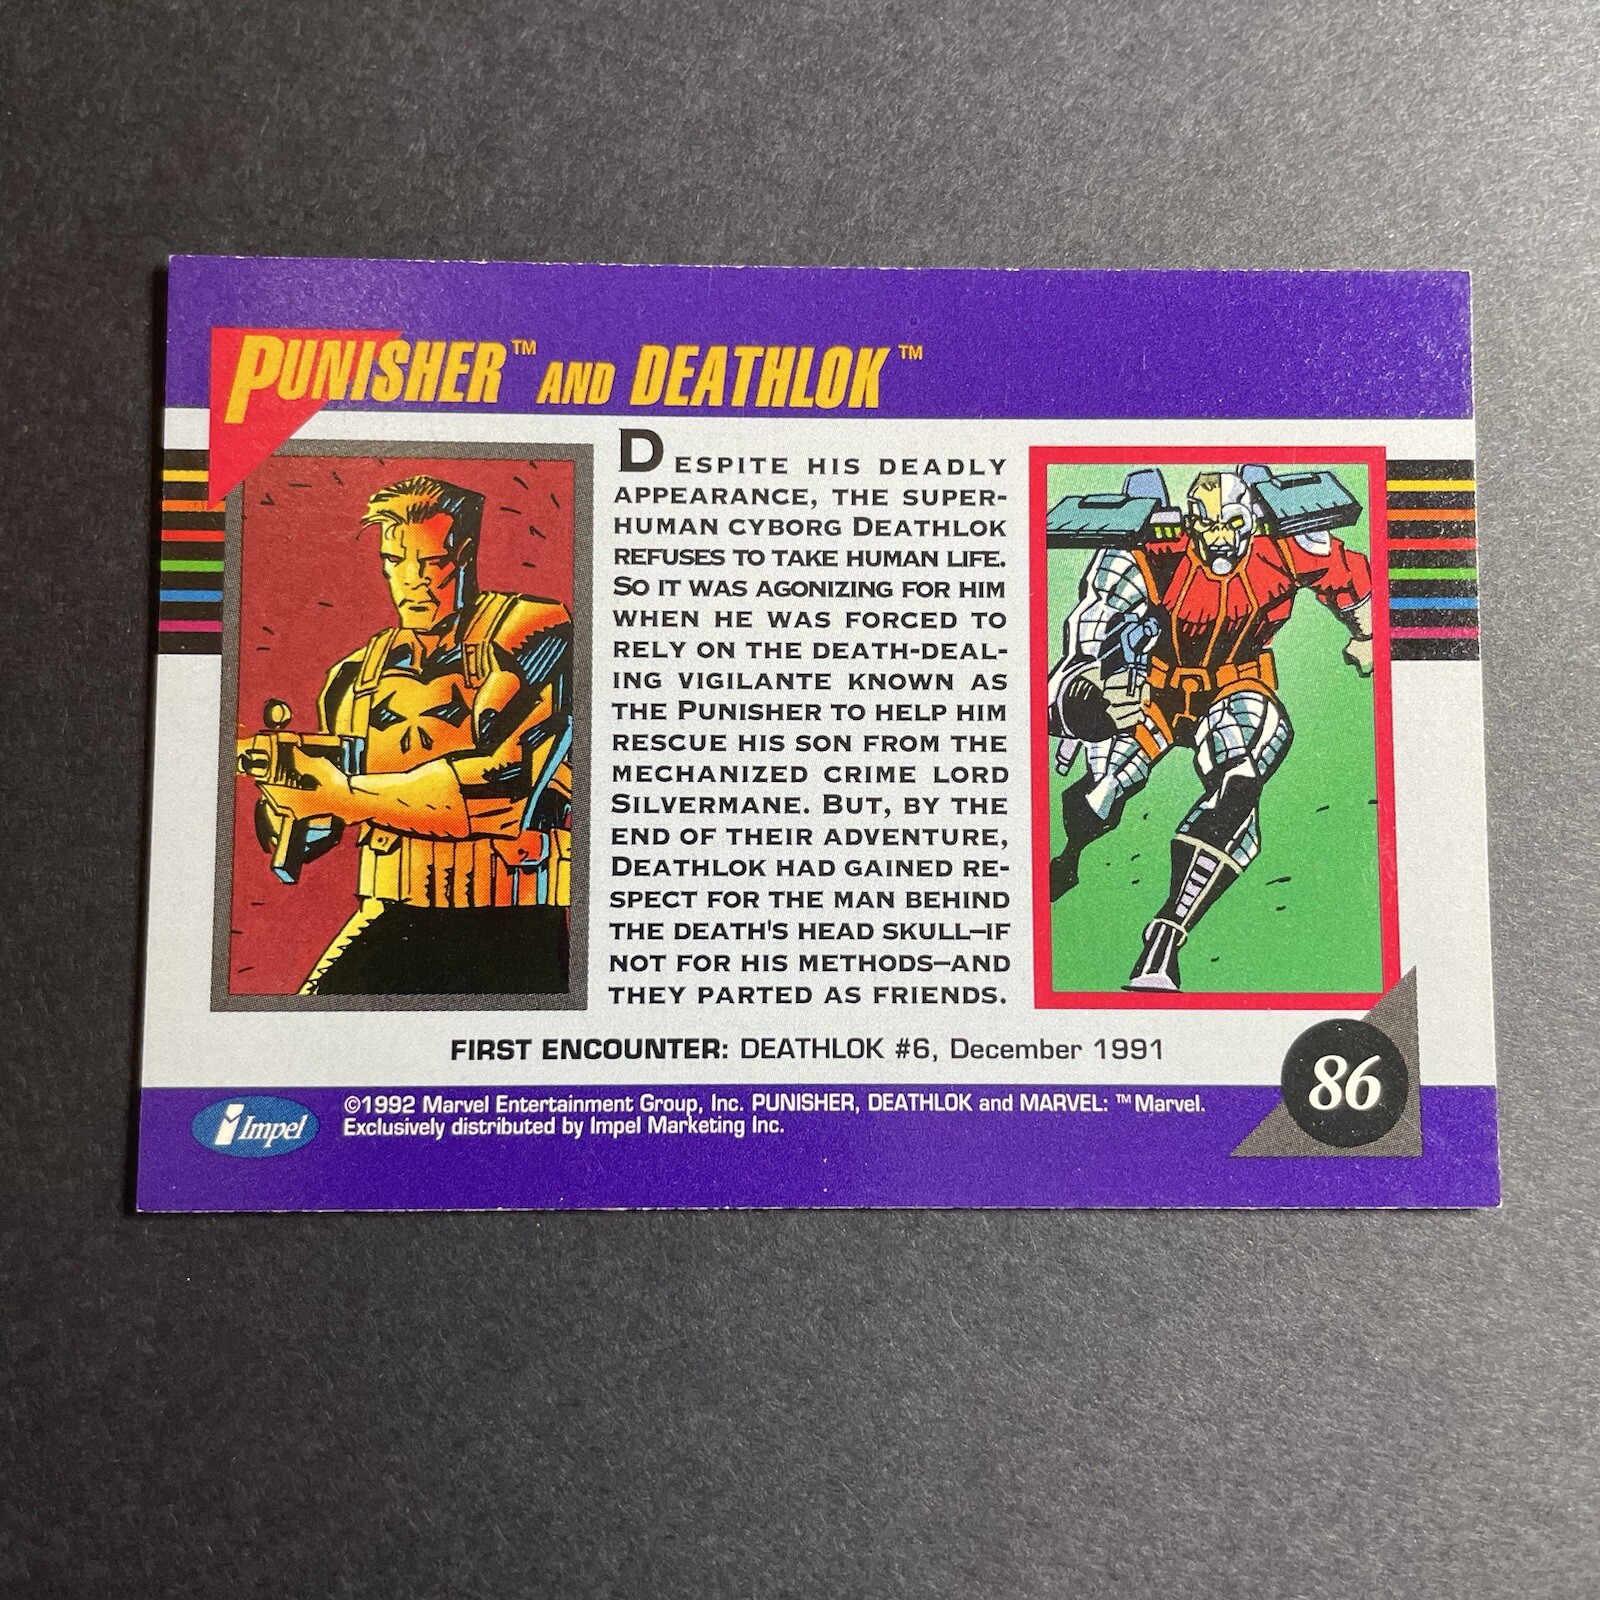 PUNISHER™ AND DEATHLOK™
DESPITE HIS DEADLY
APPEARANCE, THE SUPER-
HUMAN CYBORG DEATHLOK
REFUSES TO TAKE HUMAN LIFE.
SO IT WAS AGONIZING FOR HIM
WHEN HE WAS FORCED TO
RELY ON THE DEATH-DEAL-
ING VIGILANTE KNOWN AS
THE PUNISHER TO HELP HIM
RESCUE HIS SON FROM THE
MECHANIZED CRIME LORD
SILVERMANE. BUT, BY THE
END OF THEIR ADVENTURE,
DEATHLOK HAD GAINED RE-
SPECT FOR THE MAN BEHIND
THE DEATH'S HEAD SKULL—IF
NOT FOR HIS METHODS—AND
THEY PARTED AS FRIENDS.
FIRST ENCOUNTER: DEATHLOK #6, December 1991
86
Impel
©1992 Marvel Entertainment Group, Inc. PUNISHER, DEATHLOK and MARVEL: ™ Marvel.
Exclusively distributed by Impel Marketing Inc.